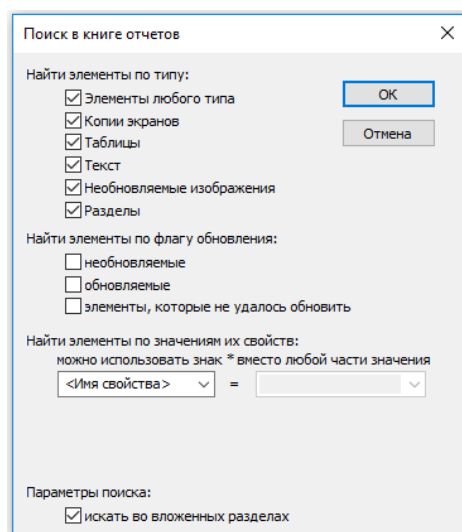 Поиск в книге отчетов
Найти элементы по типу:
Элементы любого типа
ОК
Копии экранов
Таблицы
Отмена
Текст
Необновляемые изображения
Разделы
Найти элементы по флагу обновления:
необновляемые
обновляемые
элементы, которые не удалось обновить
Найти элементы по значениям их свойств:
можно использовать знак * вместо любой части значения
<Имя свойства> =
Параметры поиска:
искать во вложенных разделах